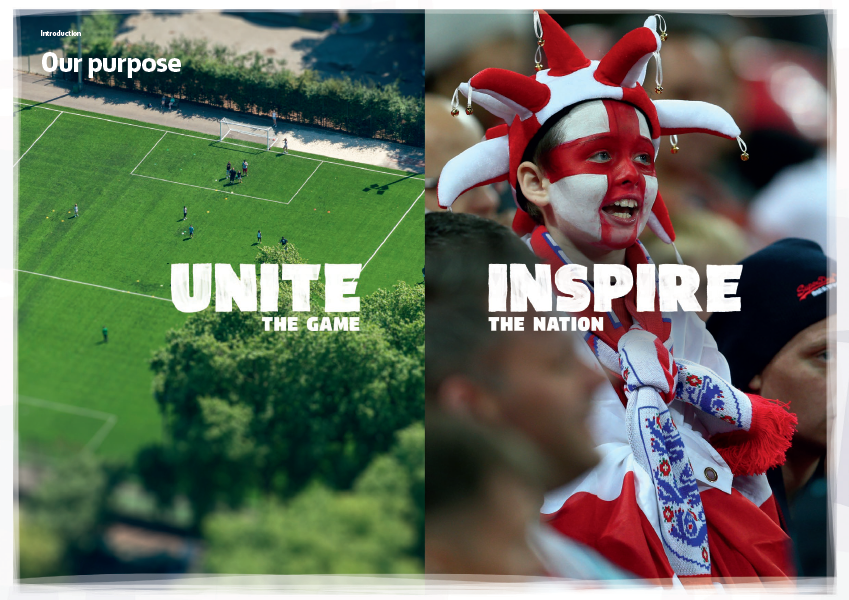 Introduction
Our purpose
UNITE
THE GAME
INSPIRE
THE NATION